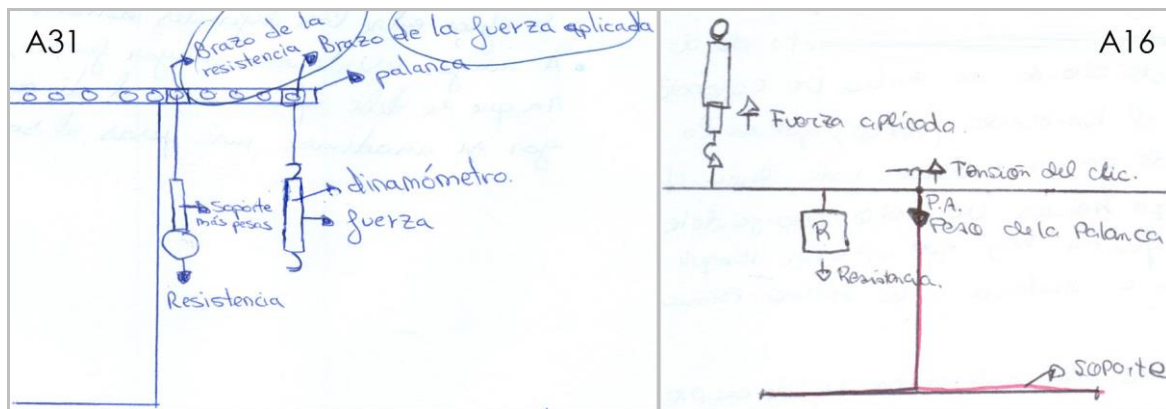 A31
Brazo de la
resistencia
Brazo de la fuerza aplicada
palanca
dinamómetro.
Soporte
más pesas
fuerza
Resistencia
A16
Fuerza aplicada.
Tensión del clic.
P.A.
Peso de la Palanca
R
Resistencia.
soporte